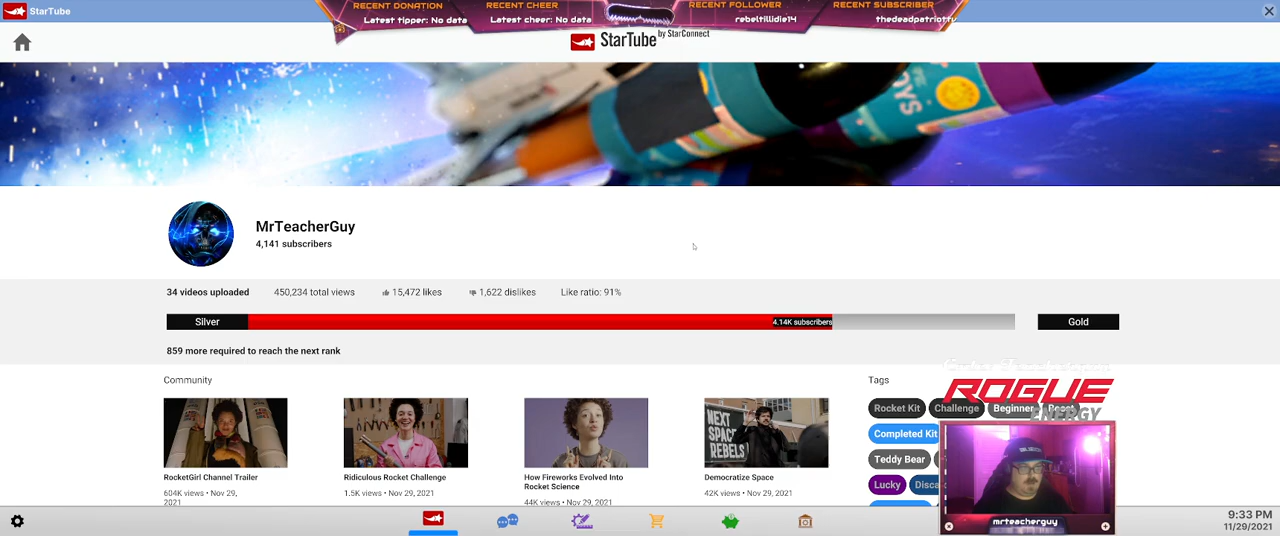 StarTube
RECENT DONATION
Latest tipper: No data
RECENT CHEER
Latest cheer: No data
RECENT FOLLOWER
rebeltillidie14
RECENT SUBSCRIBER
thedeadpatriotty
StarTube by StarConnect
MrTeacherGuy
4,141 subscribers
34 videos uploaded
450,234 total views
15,472 likes
1,622 dislikes
Like ratio: 91%
Silver
4.14K subscribers
Gold
859 more required to reach the next rank
Community
Tags
NEXT
SPACE
REBELS!
RocketGirl Channel Trailer
604K views • Nov 29,
2021
Ridiculous Rocket Challenge
1.5K views • Nov 29, 2021
How Fireworks Evolved Into
Rocket Science
44K views • Nov 29, 2021
Democratize Space
42K views • Nov 29, 2021
Rocket Kit
Challenge
Beginner
Completed Kit
Teddy Bear
Lucky
ROGUE
ENERGY
mrteacherguy
9:33 PM
11/29/2021